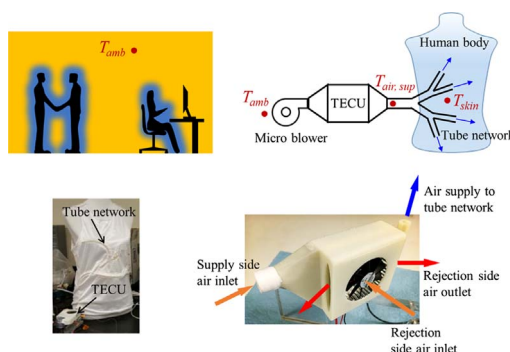 T_amb
Human body
T_amb
TECU
T_air, sup
T_skin
Micro blower
Tube network
Tube network
TECU
Air supply to
tube network
Supply side
air inlet
Rejection side
air outlet
Rejection
side air inlet